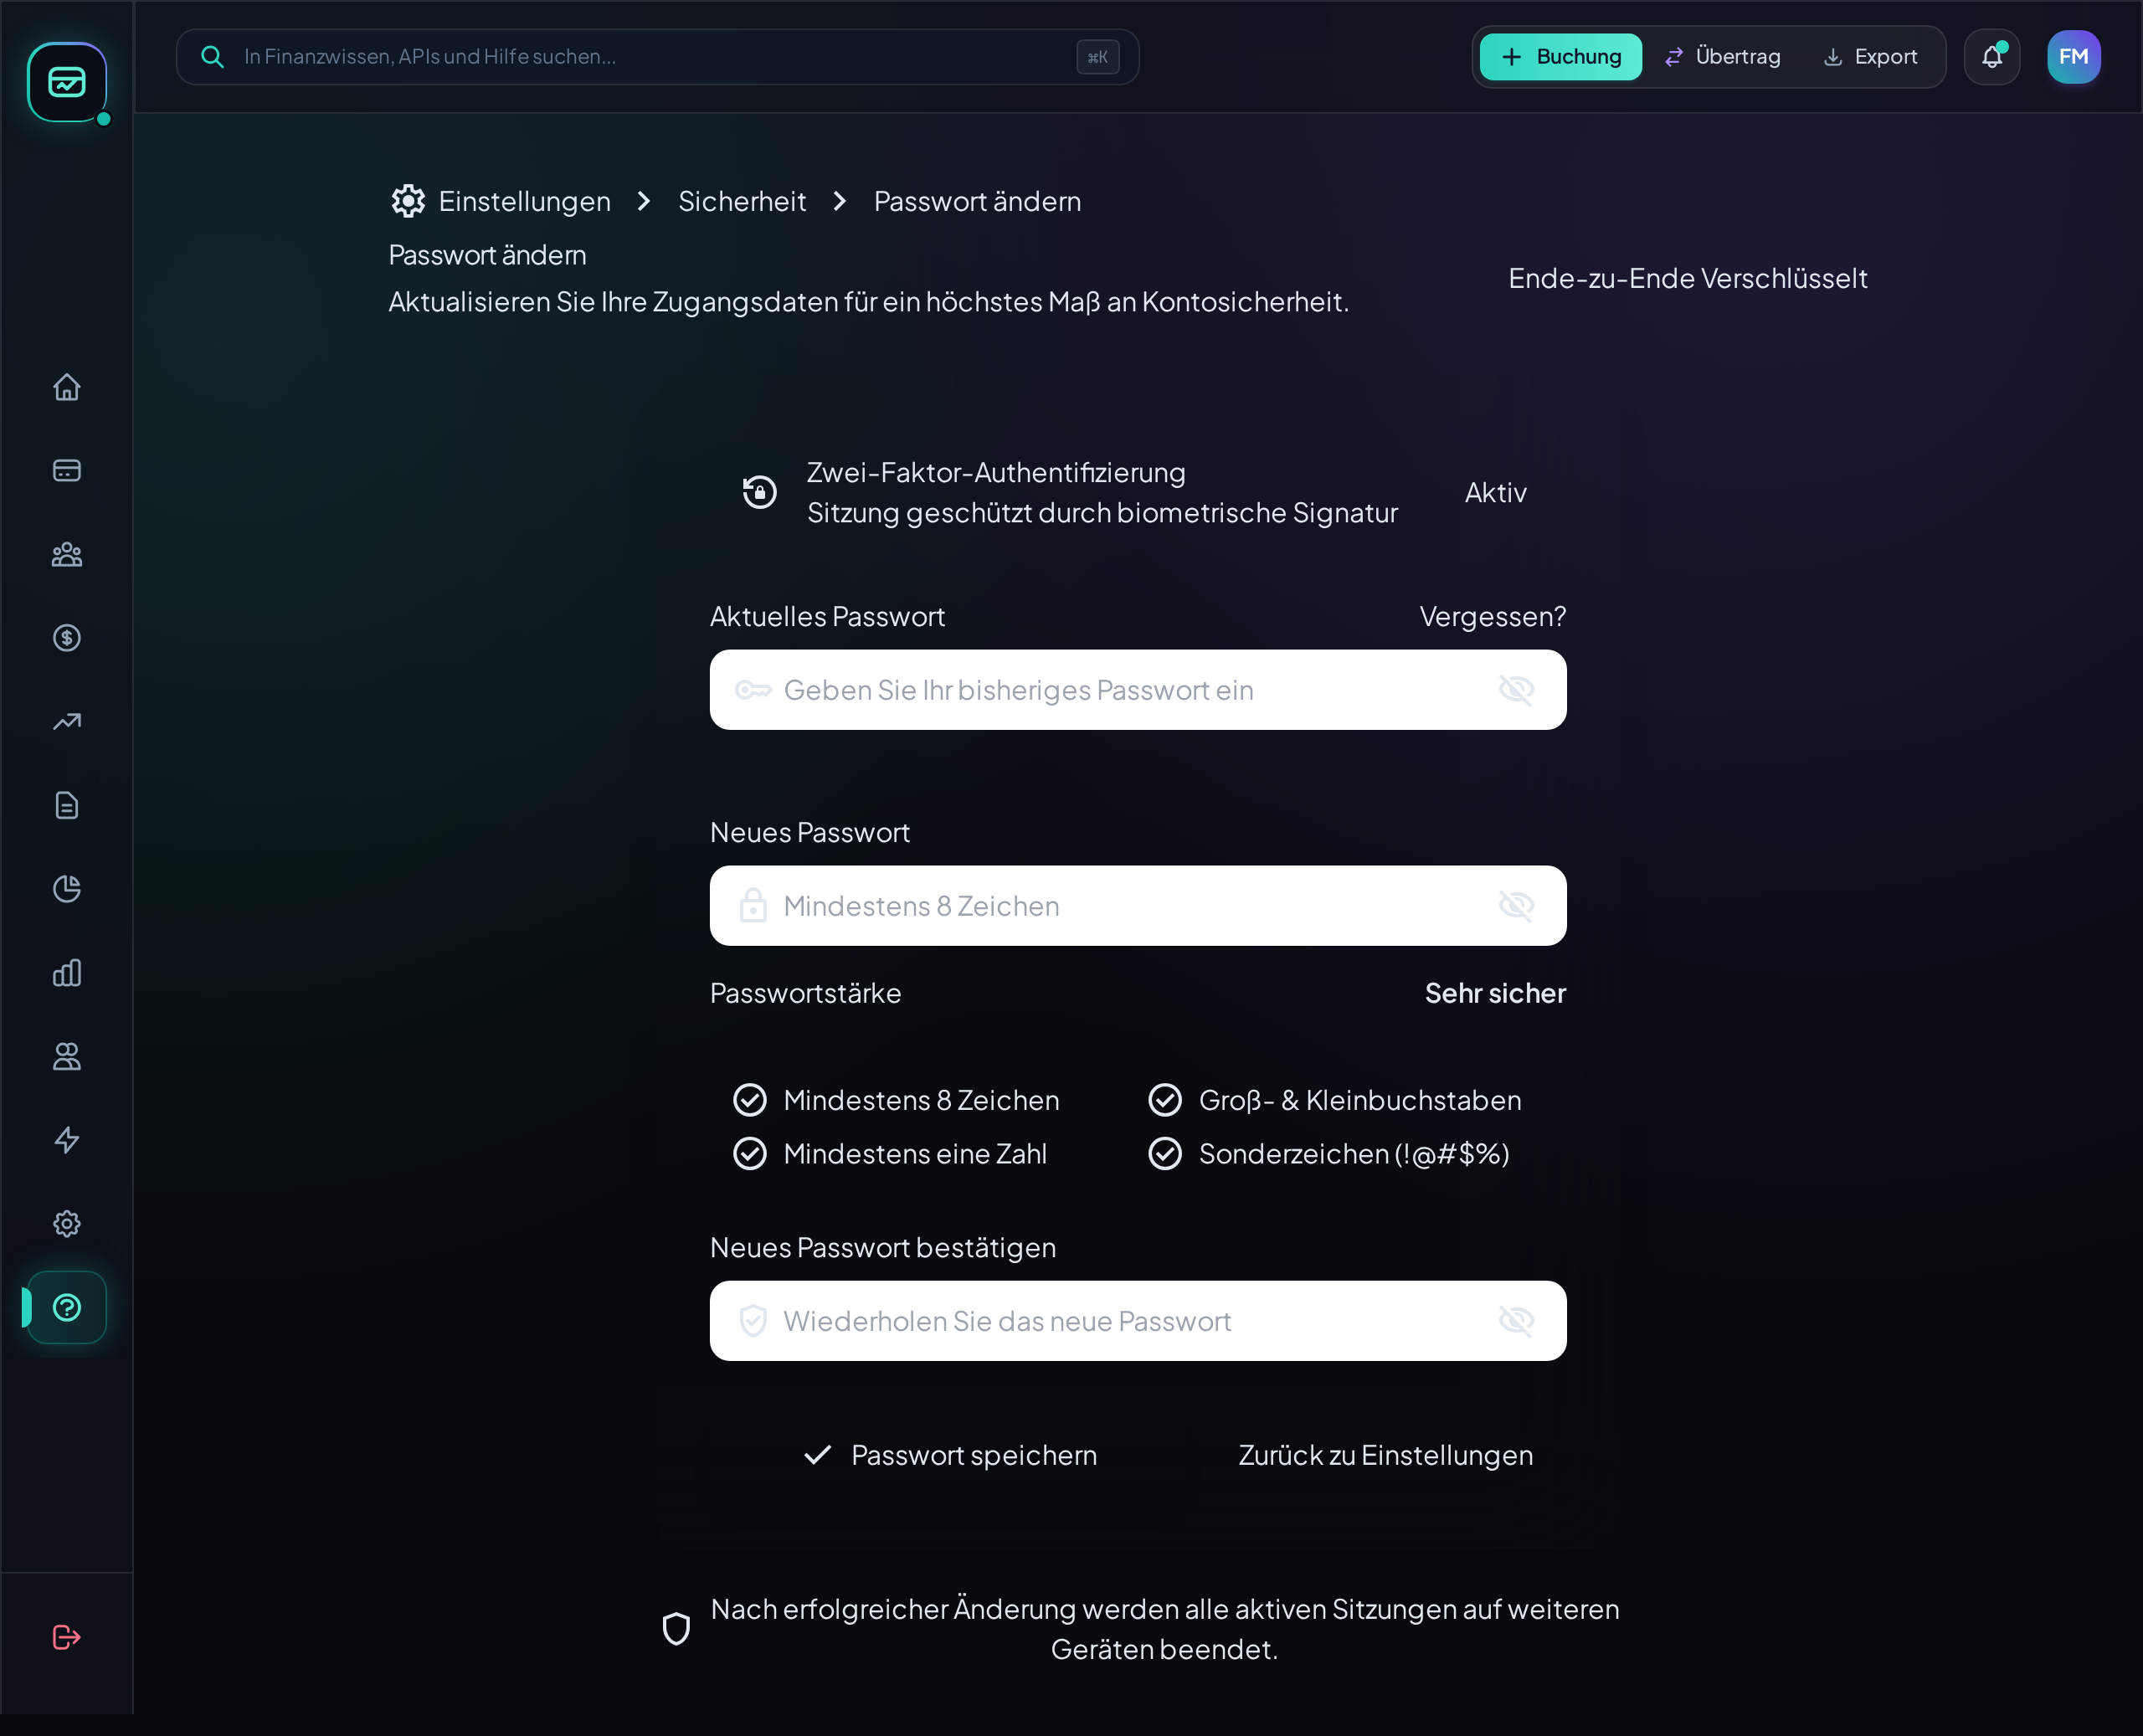 In Finanzwissen, APIs und Hilfe suchen...
⌘K
Buchung
Übertrag
Export
FM
Einstellungen
Sicherheit
Passwort ändern
Passwort ändern
Aktualisieren Sie Ihre Zugangsdaten für ein höchstes Maß an Kontosicherheit.
Ende-zu-Ende Verschlüsselt
Zwei-Faktor-Authentifizierung
Sitzung geschützt durch biometrische Signatur
Aktiv
Aktuelles Passwort
Vergessen?
Geben Sie Ihr bisheriges Passwort ein
Neues Passwort
Mindestens 8 Zeichen
Passwortstärke
Sehr sicher
Mindestens 8 Zeichen
Groß- & Kleinbuchstaben
Mindestens eine Zahl
Sonderzeichen (!@#$%)
Neues Passwort bestätigen
Wiederholen Sie das neue Passwort
Passwort speichern
Zurück zu Einstellungen
Nach erfolgreicher Änderung werden alle aktiven Sitzungen auf weiteren
Geräten beendet.